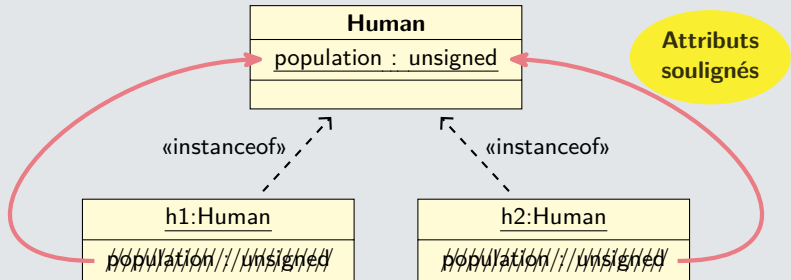 Human
population : unsigned
Attributs
soulignés
«instanceof»
«instanceof»
h1:Human
h2:Human
population : unsigned
population : unsigned